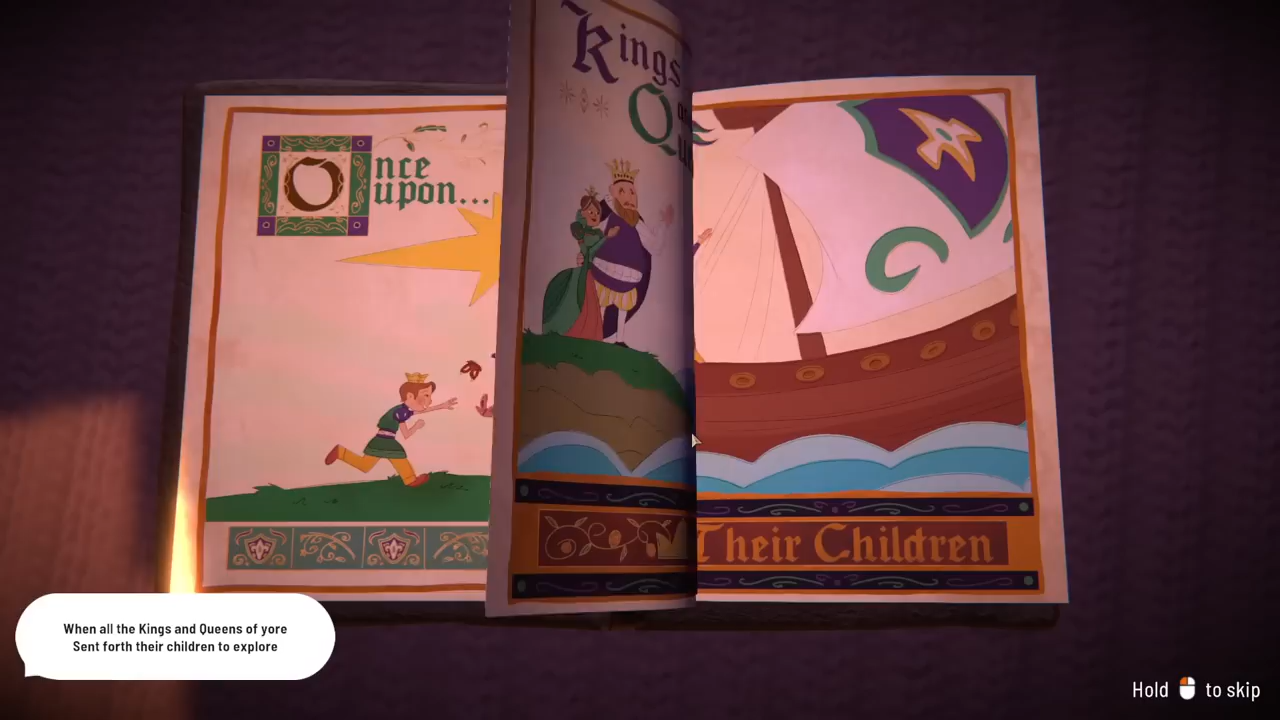 Once
upon...
Kings
Their Children
When all the Kings and Queens of yore
Sent forth their children to explore
Hold to skip